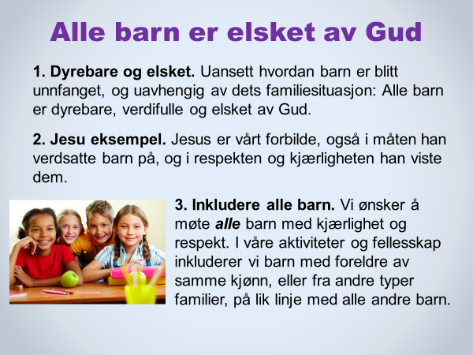 Alle barn er elsket av Gud
1. Dyrebare og elsket. Uansett hvordan barn er blitt
unnfanget, og uavhengig av dets familiesituasjon: Alle barn
er dyrebare, verdifulle og elsket av Gud.
2. Jesu eksempel. Jesus er vårt forbilde, også i måten han
verdsatte barn på, og i respekten og kjærligheten han viste
dem.
3. Inkludere alle barn. Vi ønsker å
møte alle barn med kjærlighet og
respekt. I våre aktiviteter og fellesskap
inkluderer vi barn med foreldre av
samme kjønn, eller fra andre typer
familier, på lik linje med alle andre barn.